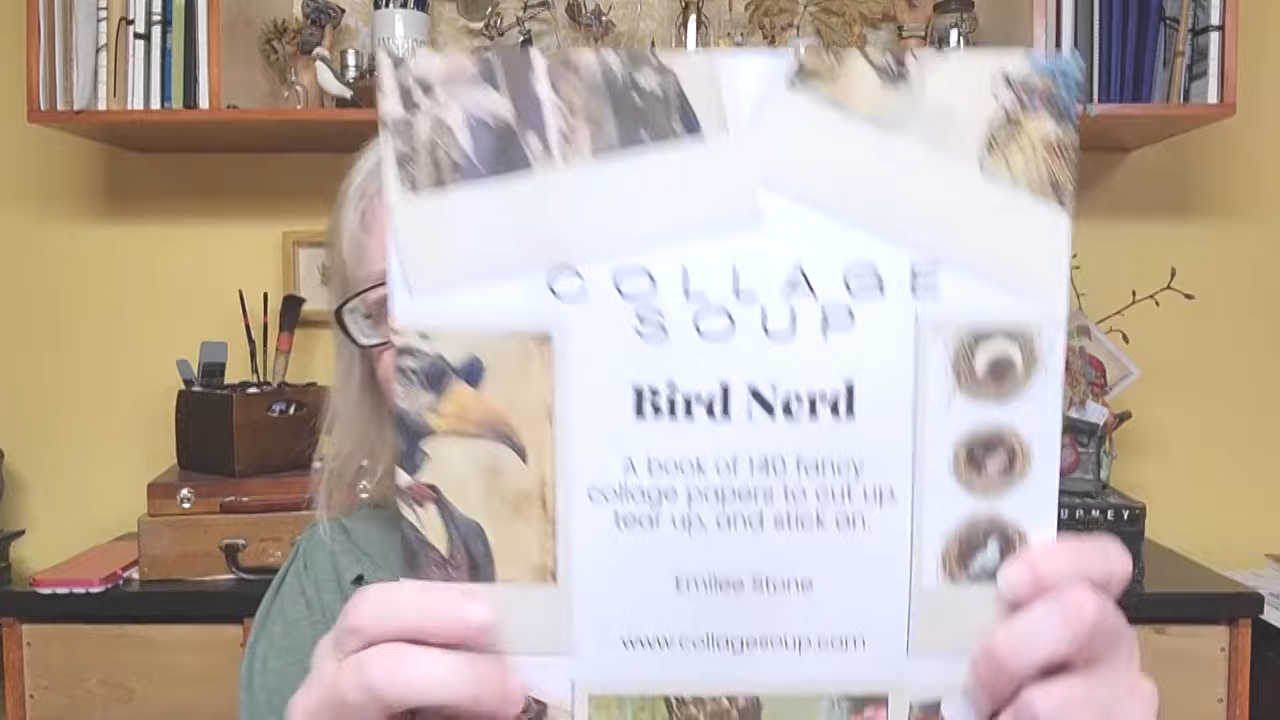 COLLAGE
SOUP
Bird Nerd
A book of 140 fancy
collage papers to cut up,
tear up, and stick on.
Emilee Stone
www.collagesoup.com